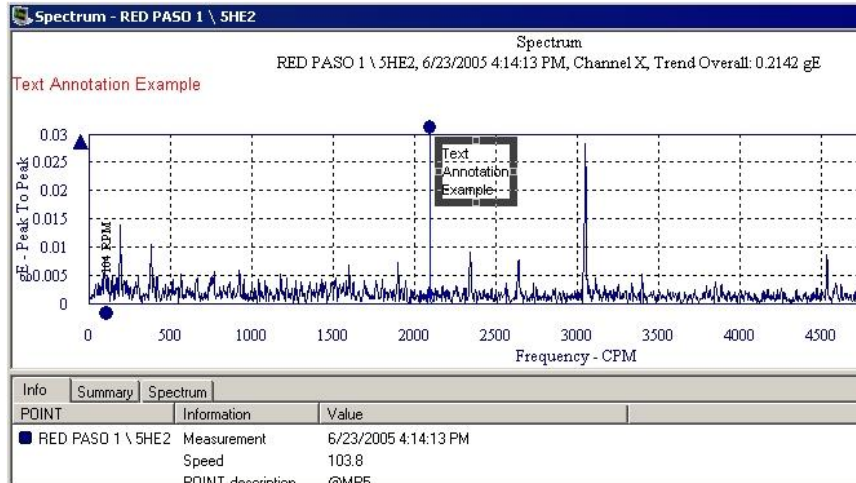 Spectrum - RED PASO 1 \ 5HE2
Spectrum
RED PASO 1 \ 5HE2, 6/23/2005 4:14:13 PM, Channel X, Trend Overall: 0.2142 gE
Text Annotation Example
gE - Peak To Peak
0.03
0.025
0.02
0.015
0.01
0.005
0
104 RPM
Text
Annotation
Example
0 500 1000 1500 2000 2500 3000 3500 4000 4500
Frequency - CPM
Info Summary Spectrum
POINT Information Value
RED PASO 1 \ 5HE2 Measurement 6/23/2005 4:14:13 PM
Speed 103.8
POINT description @MP5